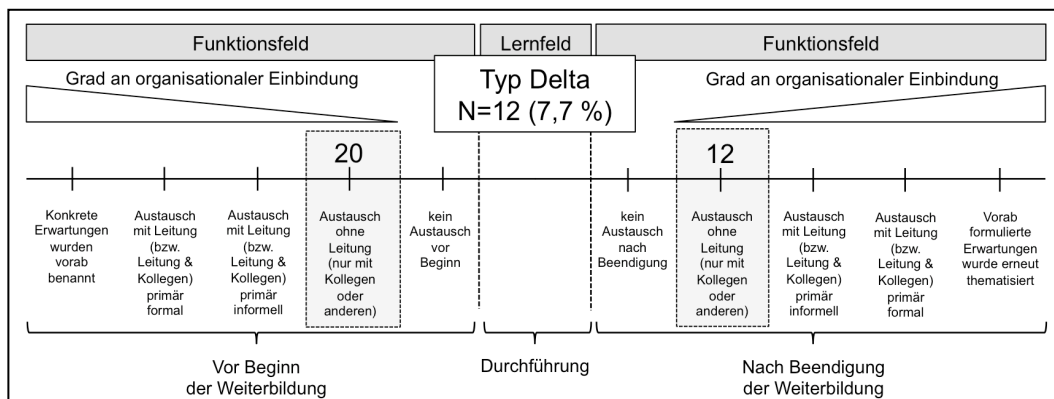 Funktionsfeld
Lernfeld
Funktionsfeld
Grad an organisationaler Einbindung
Typ Delta
N=12 (7,7 %)
Grad an organisationaler Einbindung
20
12
Konkrete
Erwartungen
wurden
vorab
benannt
Austausch
mit Leitung
(bzw.
Leitung &
Kollegen)
primär
formal
Austausch
mit Leitung
(bzw.
Leitung &
Kollegen)
primär
informell
Austausch
ohne
Leitung
(nur mit
Kollegen
oder
anderen)
kein
Austausch
vor
Beginn
kein
Austausch
nach
Beendigung
Austausch
ohne
Leitung
(nur mit
Kollegen
oder
anderen)
Austausch
mit Leitung
(bzw.
Leitung &
Kollegen)
primär
informell
Austausch
mit Leitung
(bzw.
Leitung &
Kollegen)
primär
formal
Vorab
formulierte
Erwartungen
wurde erneut
thematisiert
Vor Beginn
der Weiterbildung
Durchführung
Nach Beendigung
der Weiterbildung